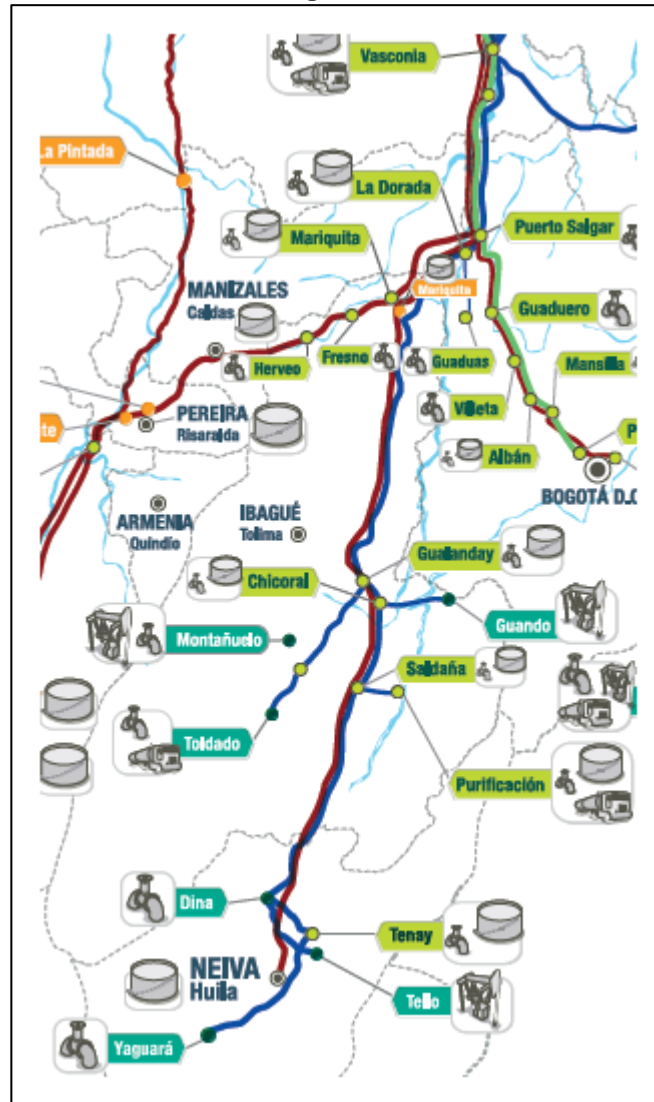 Vasconia
La Pintada
La Dorada
Mariquita
Puerto Salgar
MANIZALES
Caldas
Mariquita
Guaduero
Herveo
Fresno
Guaduas
Mansilla
Villeta
te
PEREIRA
Risaralda
Albán
P
BOGOTÁ D.C
ARMENIA
Quindío
IBAGUÉ
Tolima
Gualanday
Chicoral
Guando
Montañuelo
Saldaña
Toldado
Purificación
Dina
Tenay
NEIVA
Huila
Tello
Yaguará